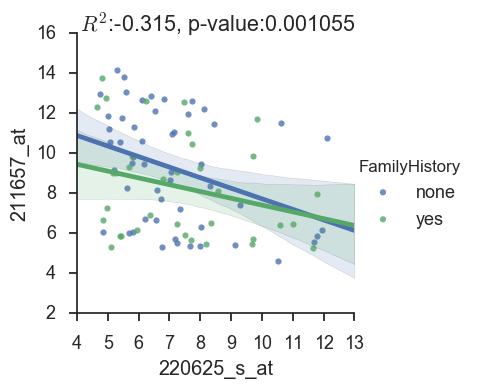 R²:-0.315, p-value:0.001055
16
14
12
10
8
6
4
2
211657_at
4 5 6 7 8 9 10 11 12 13
220625_s_at
FamilyHistory
none
yes